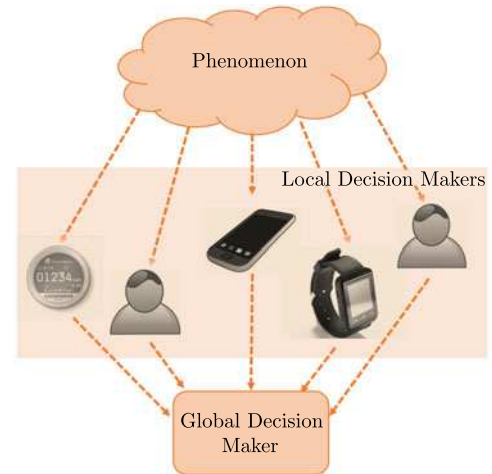 Phenomenon
Local Decision Makers
01234
Global Decision
Maker